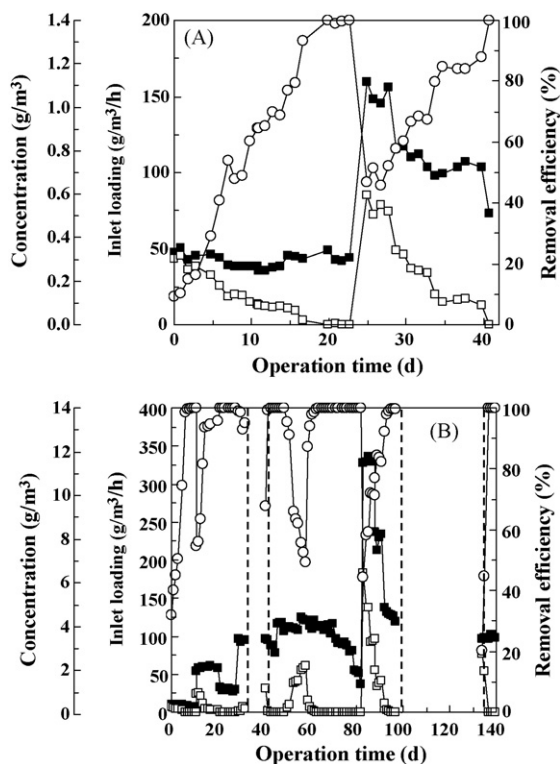 1.4 200 100
(A)
1.2
1.0 150 80
0.8 60
100
0.6
40
0.4 50
0.2 20
0.0 0 0
0 10 20 30 40
Concentration (g/m³)
Inlet loading (g/m³/h)
Removal efficiency (%)
Operation time (d)
14 400 100
(B)
12 350
80
10 300
250
8 60
200
6
150 40
4
100
2 50 20
0 0 0
0 20 40 60 80 100 120 140
Concentration (g/m³)
Inlet loading (g/m³/h)
Removal efficiency (%)
Operation time (d)